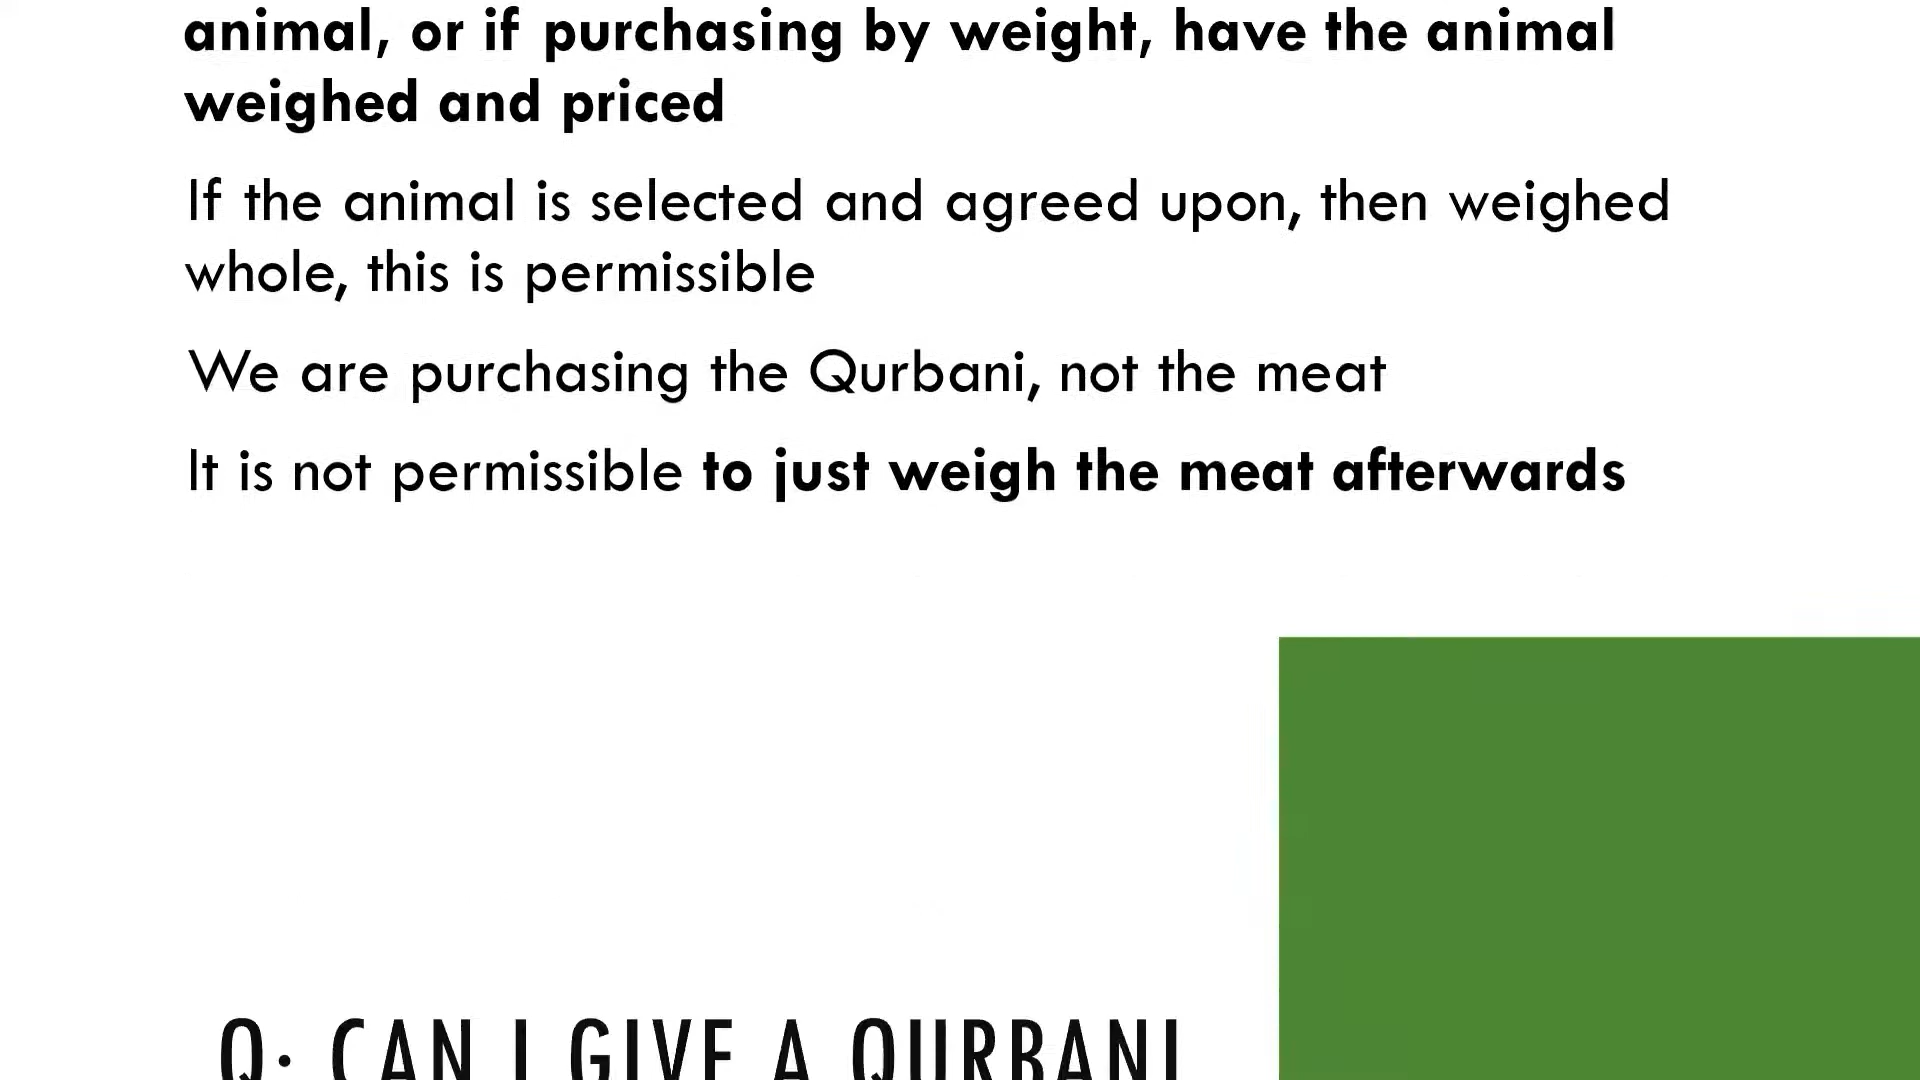 animal, or if purchasing by weight, have the animal
weighed and priced
If the animal is selected and agreed upon, then weighed
whole, this is permissible
We are purchasing the Qurbani, not the meat
It is not permissible to just weigh the meat afterwards
Q: CAN I GIVE A QURBANI